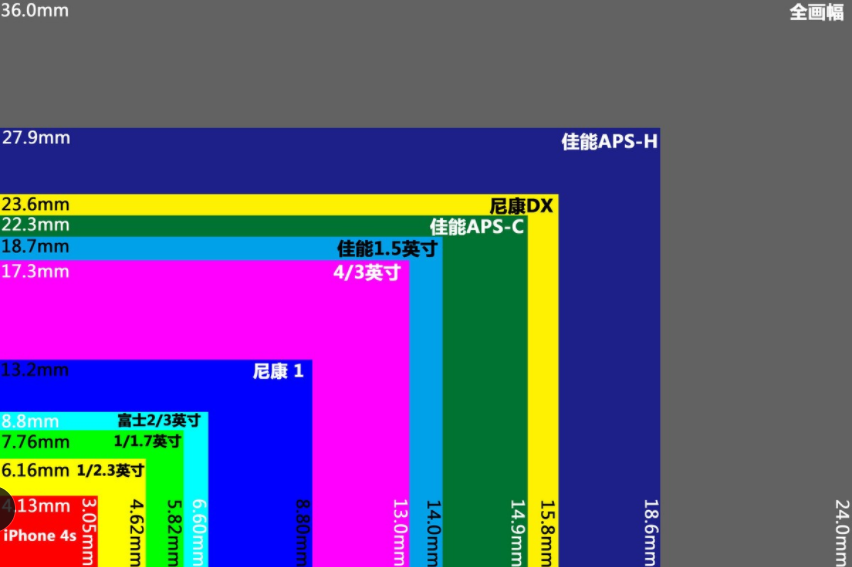 36.0mm 全画幅
27.9mm 佳能APS-H
23.6mm 尼康DX
22.3mm 佳能APS-C
18.7mm 佳能1.5英寸
17.3mm 4/3英寸
13.2mm 尼康 1
8.8mm 富士2/3英寸
7.76mm 1/1.7英寸
6.16mm 1/2.3英寸
4.13mm
iPhone 4s
3.05mm
4.62mm
5.82mm
6.60mm
8.80mm
13.0mm
14.0mm
14.9mm
15.8mm
18.6mm
24.0mm